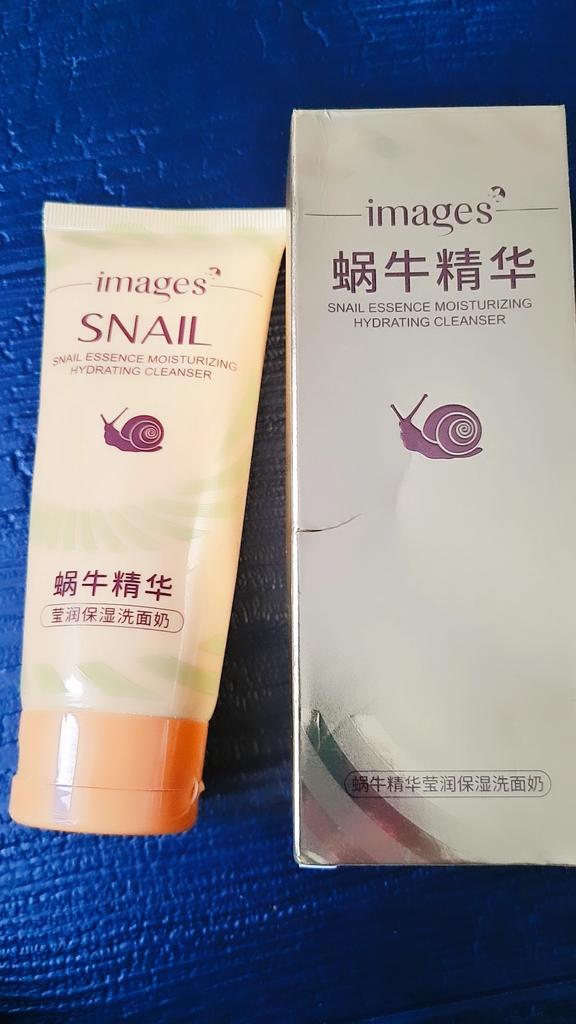 images
SNAIL
SNAIL ESSENCE MOISTURIZING
HYDRATING CLEANSER
蜗牛精华
莹润保湿洗面奶
images
蜗牛精华
SNAIL ESSENCE MOISTURIZING
HYDRATING CLEANSER
蜗牛精华莹润保湿洗面奶